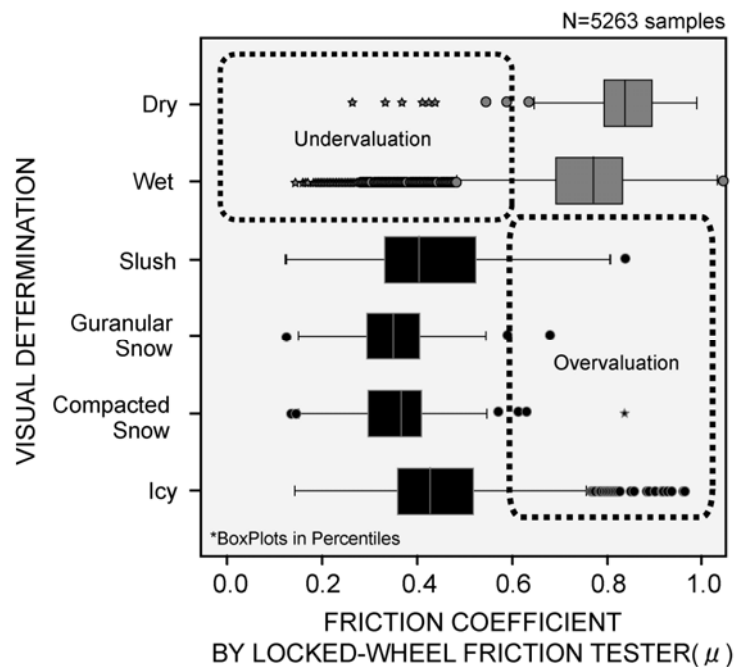 N=5263 samples
VISUAL DETERMINATION
Dry
Wet
Slush
Guranular
Snow
Compacted
Snow
Icy
Undervaluation
Overvaluation
*BoxPlots in Percentiles
0.0 0.2 0.4 0.6 0.8 1.0
FRICTION COEFFICIENT
BY LOCKED-WHEEL FRICTION TESTER(μ)